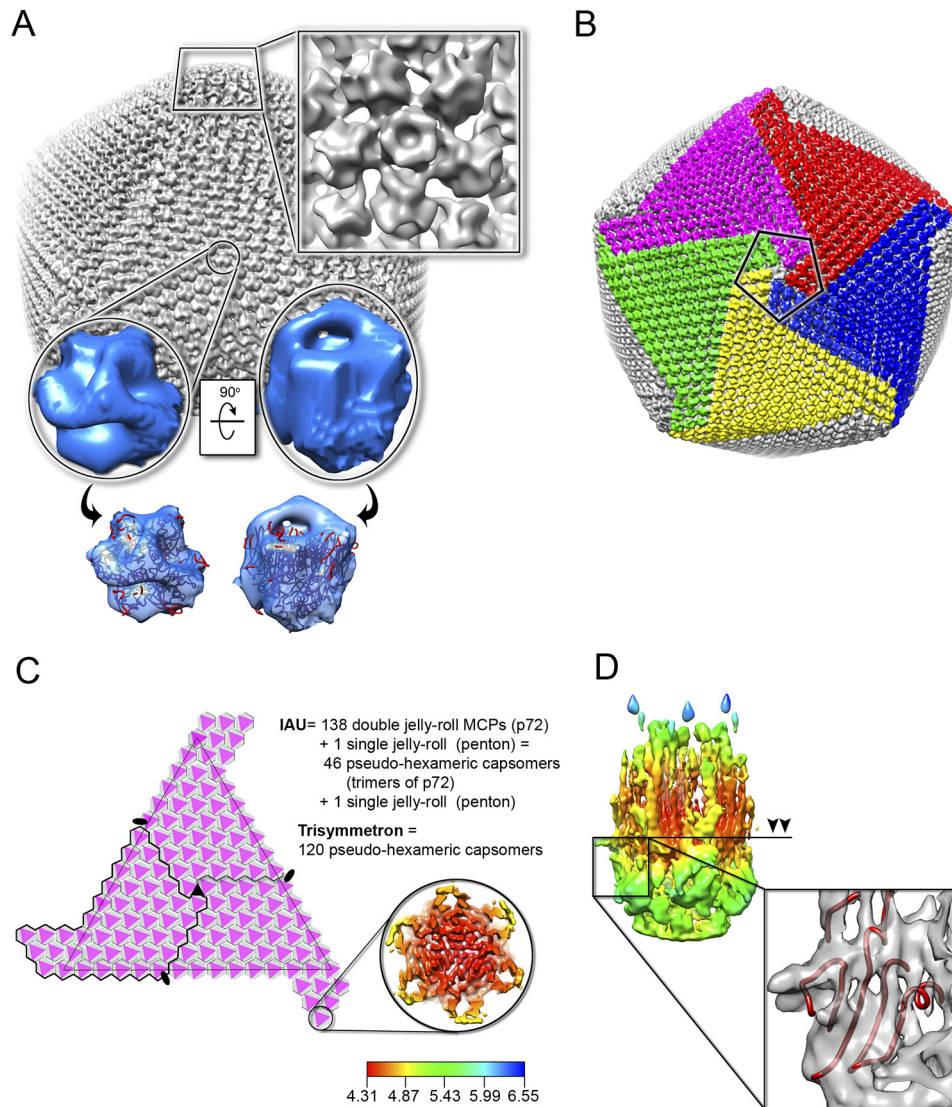 A
B
90°
C
IAU= 138 double jelly-roll MCPs (p72)
+ 1 single jelly-roll (penton) =
46 pseudo-hexameric capsomers
(trimers of p72)
+ 1 single jelly-roll (penton)
Trisymmetron =
120 pseudo-hexameric capsomers
D
4.31 4.87 5.43 5.99 6.55